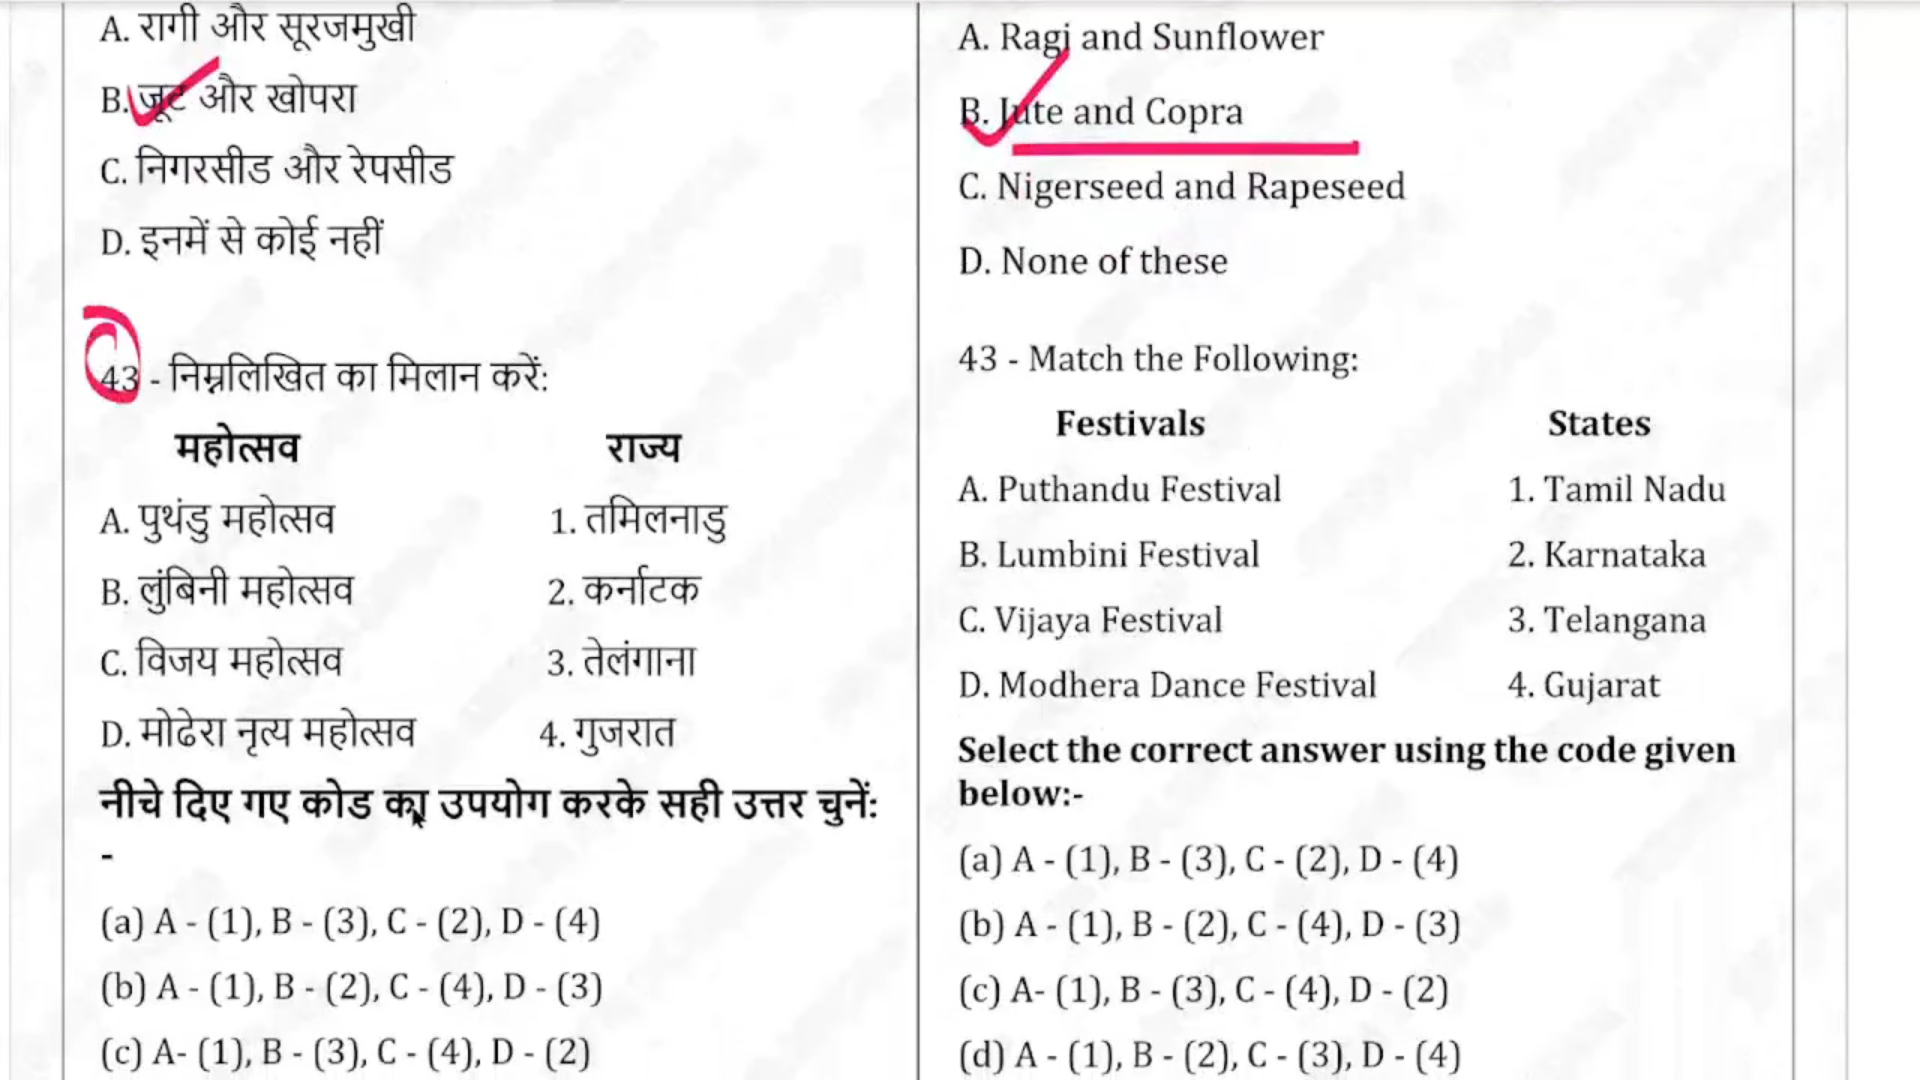 A. रागी और सूरजमुखी
B. जूट और खोपरा
C. निगरसीड और रेपसीड
D. इनमें से कोई नहीं
43 - निम्नलिखित का मिलान करें:
महोत्सव राज्य
A. पुथंडु महोत्सव 1. तमिलनाडु
B. लुंबिनी महोत्सव 2. कर्नाटक
C. विजय महोत्सव 3. तेलंगाना
D. मोढेरा नृत्य महोत्सव 4. गुजरात
नीचे दिए गए कोड का उपयोग करके सही उत्तर चुनें:
-
(a) A - (1), B - (3), C - (2), D - (4)
(b) A - (1), B - (2), C - (4), D - (3)
(c) A- (1), B - (3), C - (4), D - (2)
A. Ragi and Sunflower
B. Jute and Copra
C. Nigerseed and Rapeseed
D. None of these
43 - Match the Following:
Festivals States
A. Puthandu Festival 1. Tamil Nadu
B. Lumbini Festival 2. Karnataka
C. Vijaya Festival 3. Telangana
D. Modhera Dance Festival 4. Gujarat
Select the correct answer using the code given
below:-
(a) A - (1), B - (3), C - (2), D - (4)
(b) A - (1), B - (2), C - (4), D - (3)
(c) A- (1), B - (3), C - (4), D - (2)
(d) A - (1), B - (2), C - (3), D - (4)